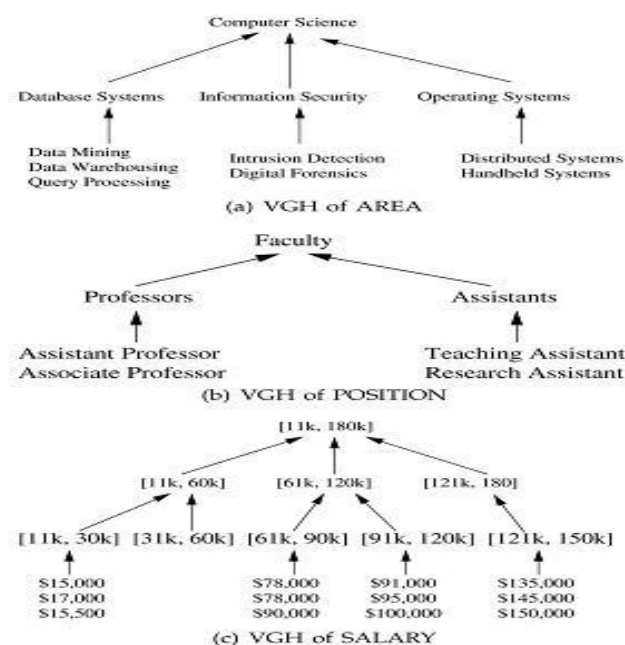 Computer Science
Database Systems Information Security Operating Systems
Data Mining
Data Warehousing
Query Processing
Intrusion Detection
Digital Forensics
Distributed Systems
Handheld Systems
(a) VGH of AREA
Faculty
Professors Assistants
Assistant Professor
Associate Professor
Teaching Assistant
Research Assistant
(b) VGH of POSITION
[11k, 180k]
[11k, 60k] [61k, 120k] [121k, 180]
[11k, 30k] [31k, 60k] [61k, 90k] [91k, 120k] [121k, 150k]
$15,000 $78,000 $91,000 $135,000
$17,000 $78,000 $95,000 $145,000
$15,500 $90,000 $100,000 $150,000
(c) VGH of SALARY